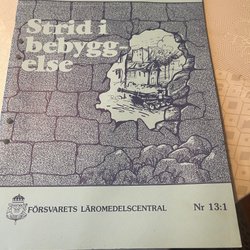 Strid i
bebygg-
else
FÖRSVARETS LÄROMEDELSCENTRAL Nr 13:1